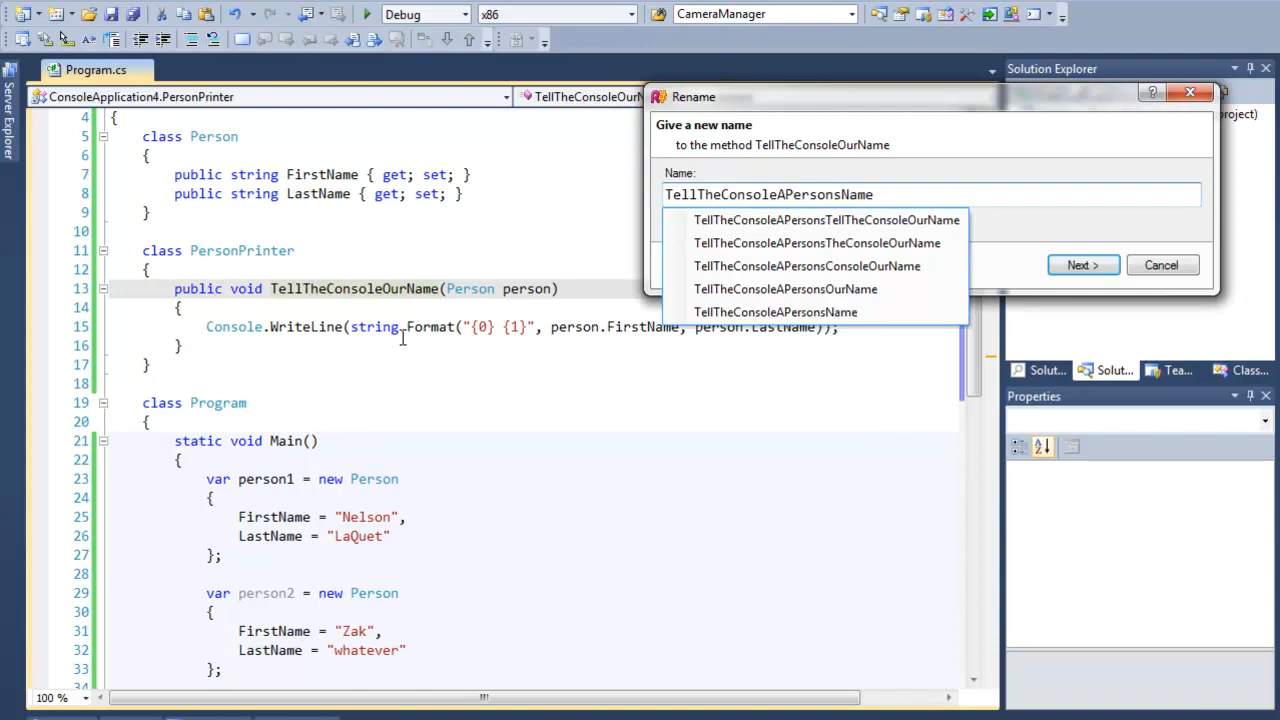 Debug
x86
CameraManager
Program.cs
Solution Explorer
ConsoleApplication4.PersonPrinter
TellTheConsoleOurN
Rename
Server Explorer
project)
Give a new name
to the method TellTheConsoleOurName
Name:
TellTheConsoleAPersonsName
TellTheConsoleAPersonsTellTheConsoleOurName
TellTheConsoleAPersonsTheConsoleOurName
TellTheConsoleAPersonsConsoleOurName
TellTheConsoleAPersonsOurName
TellTheConsoleAPersonsName
Next >
Cancel
4 {
5 class Person
6 {
7 public string FirstName { get; set; }
8 public string LastName { get; set; }
9 }
10
11 class PersonPrinter
12 {
13 public void TellTheConsoleOurName(Person person)
14 {
15 Console.WriteLine(string.Format("{0} {1}", person.FirstName, person.LastName));
16 }
17 }
18
19 class Program
20 {
21 static void Main()
22 {
23 var person1 = new Person
24 {
25 FirstName = "Nelson",
26 LastName = "LaQuet"
27 };
28
29 var person2 = new Person
30 {
31 FirstName = "Zak",
32 LastName = "whatever"
33 };
34
100 %
Solut...
Solut...
Tea...
Class...
Properties